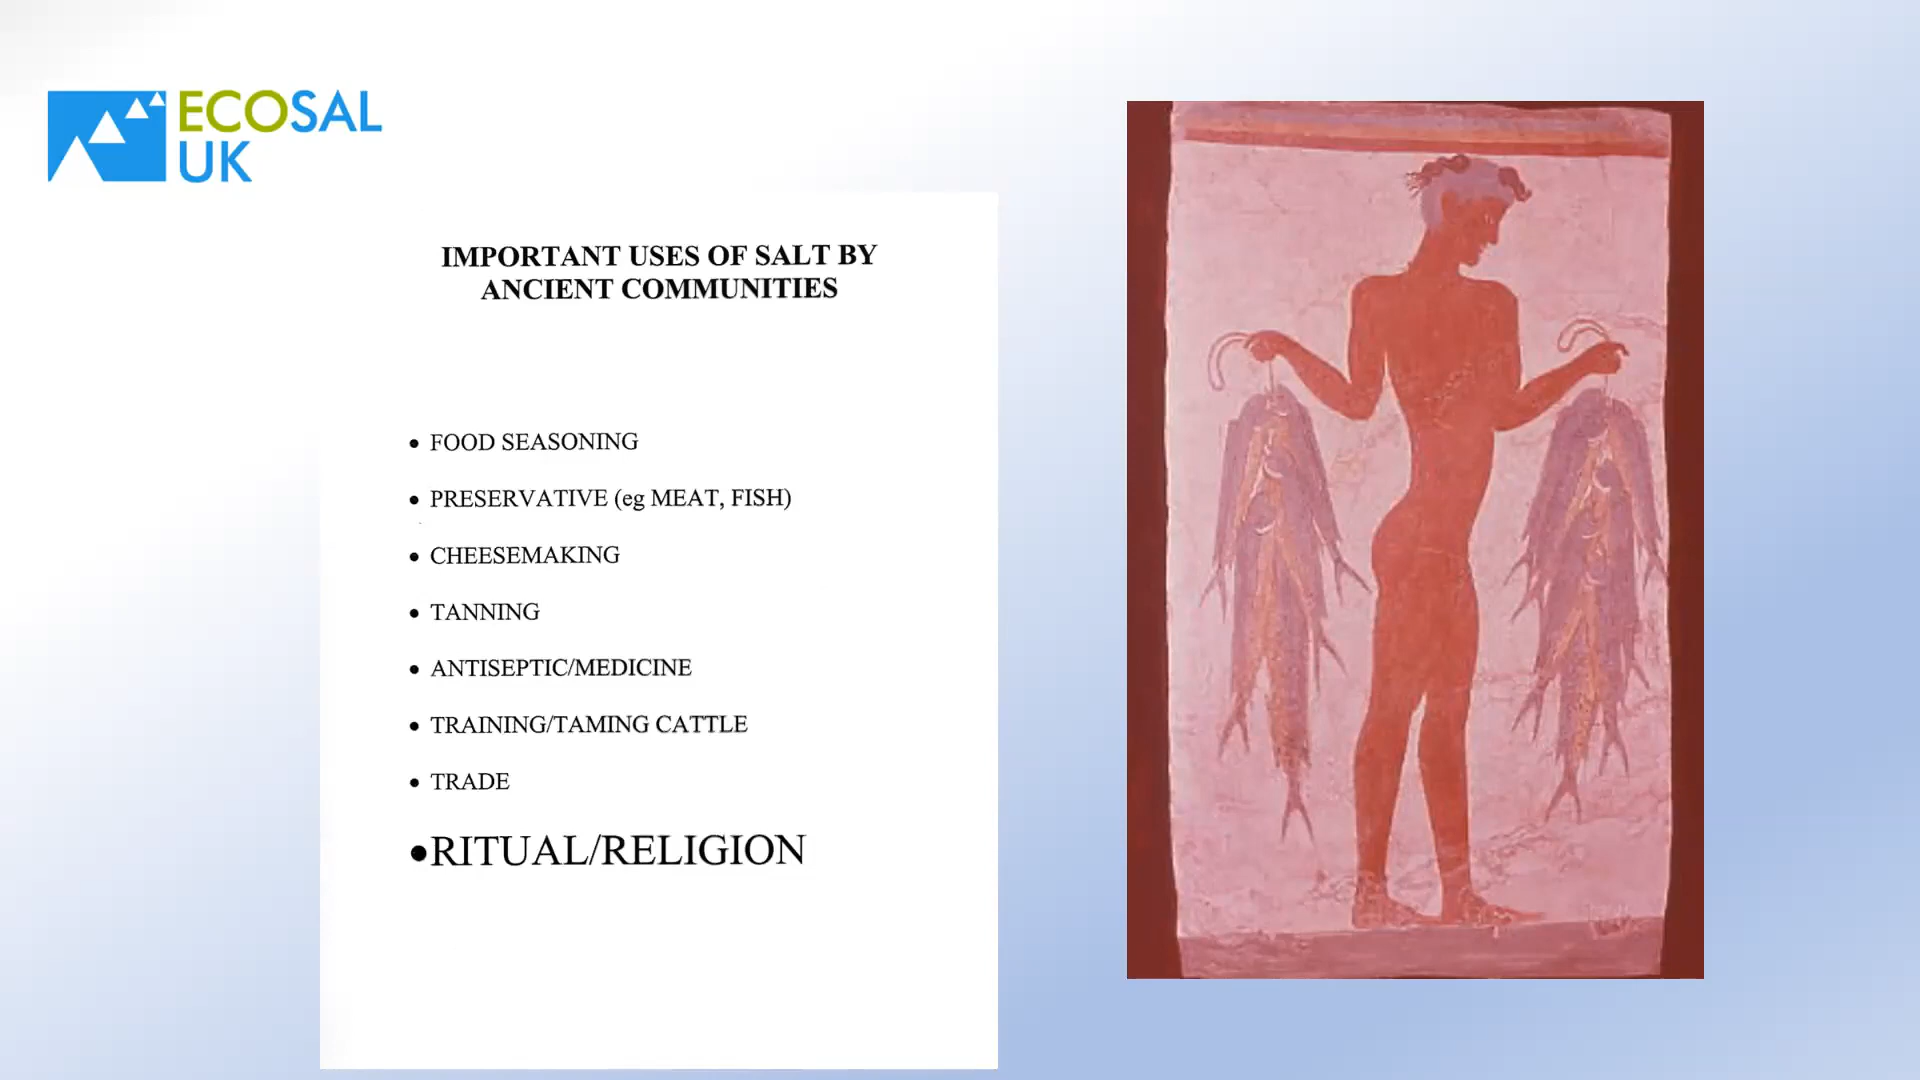 ECOSAL
UK
IMPORTANT USES OF SALT BY
ANCIENT COMMUNITIES
• FOOD SEASONING
• PRESERVATIVE (eg MEAT, FISH)
• CHEESEMAKING
• TANNING
• ANTISEPTIC/MEDICINE
• TRAINING/TAMING CATTLE
• TRADE
• RITUAL/RELIGION